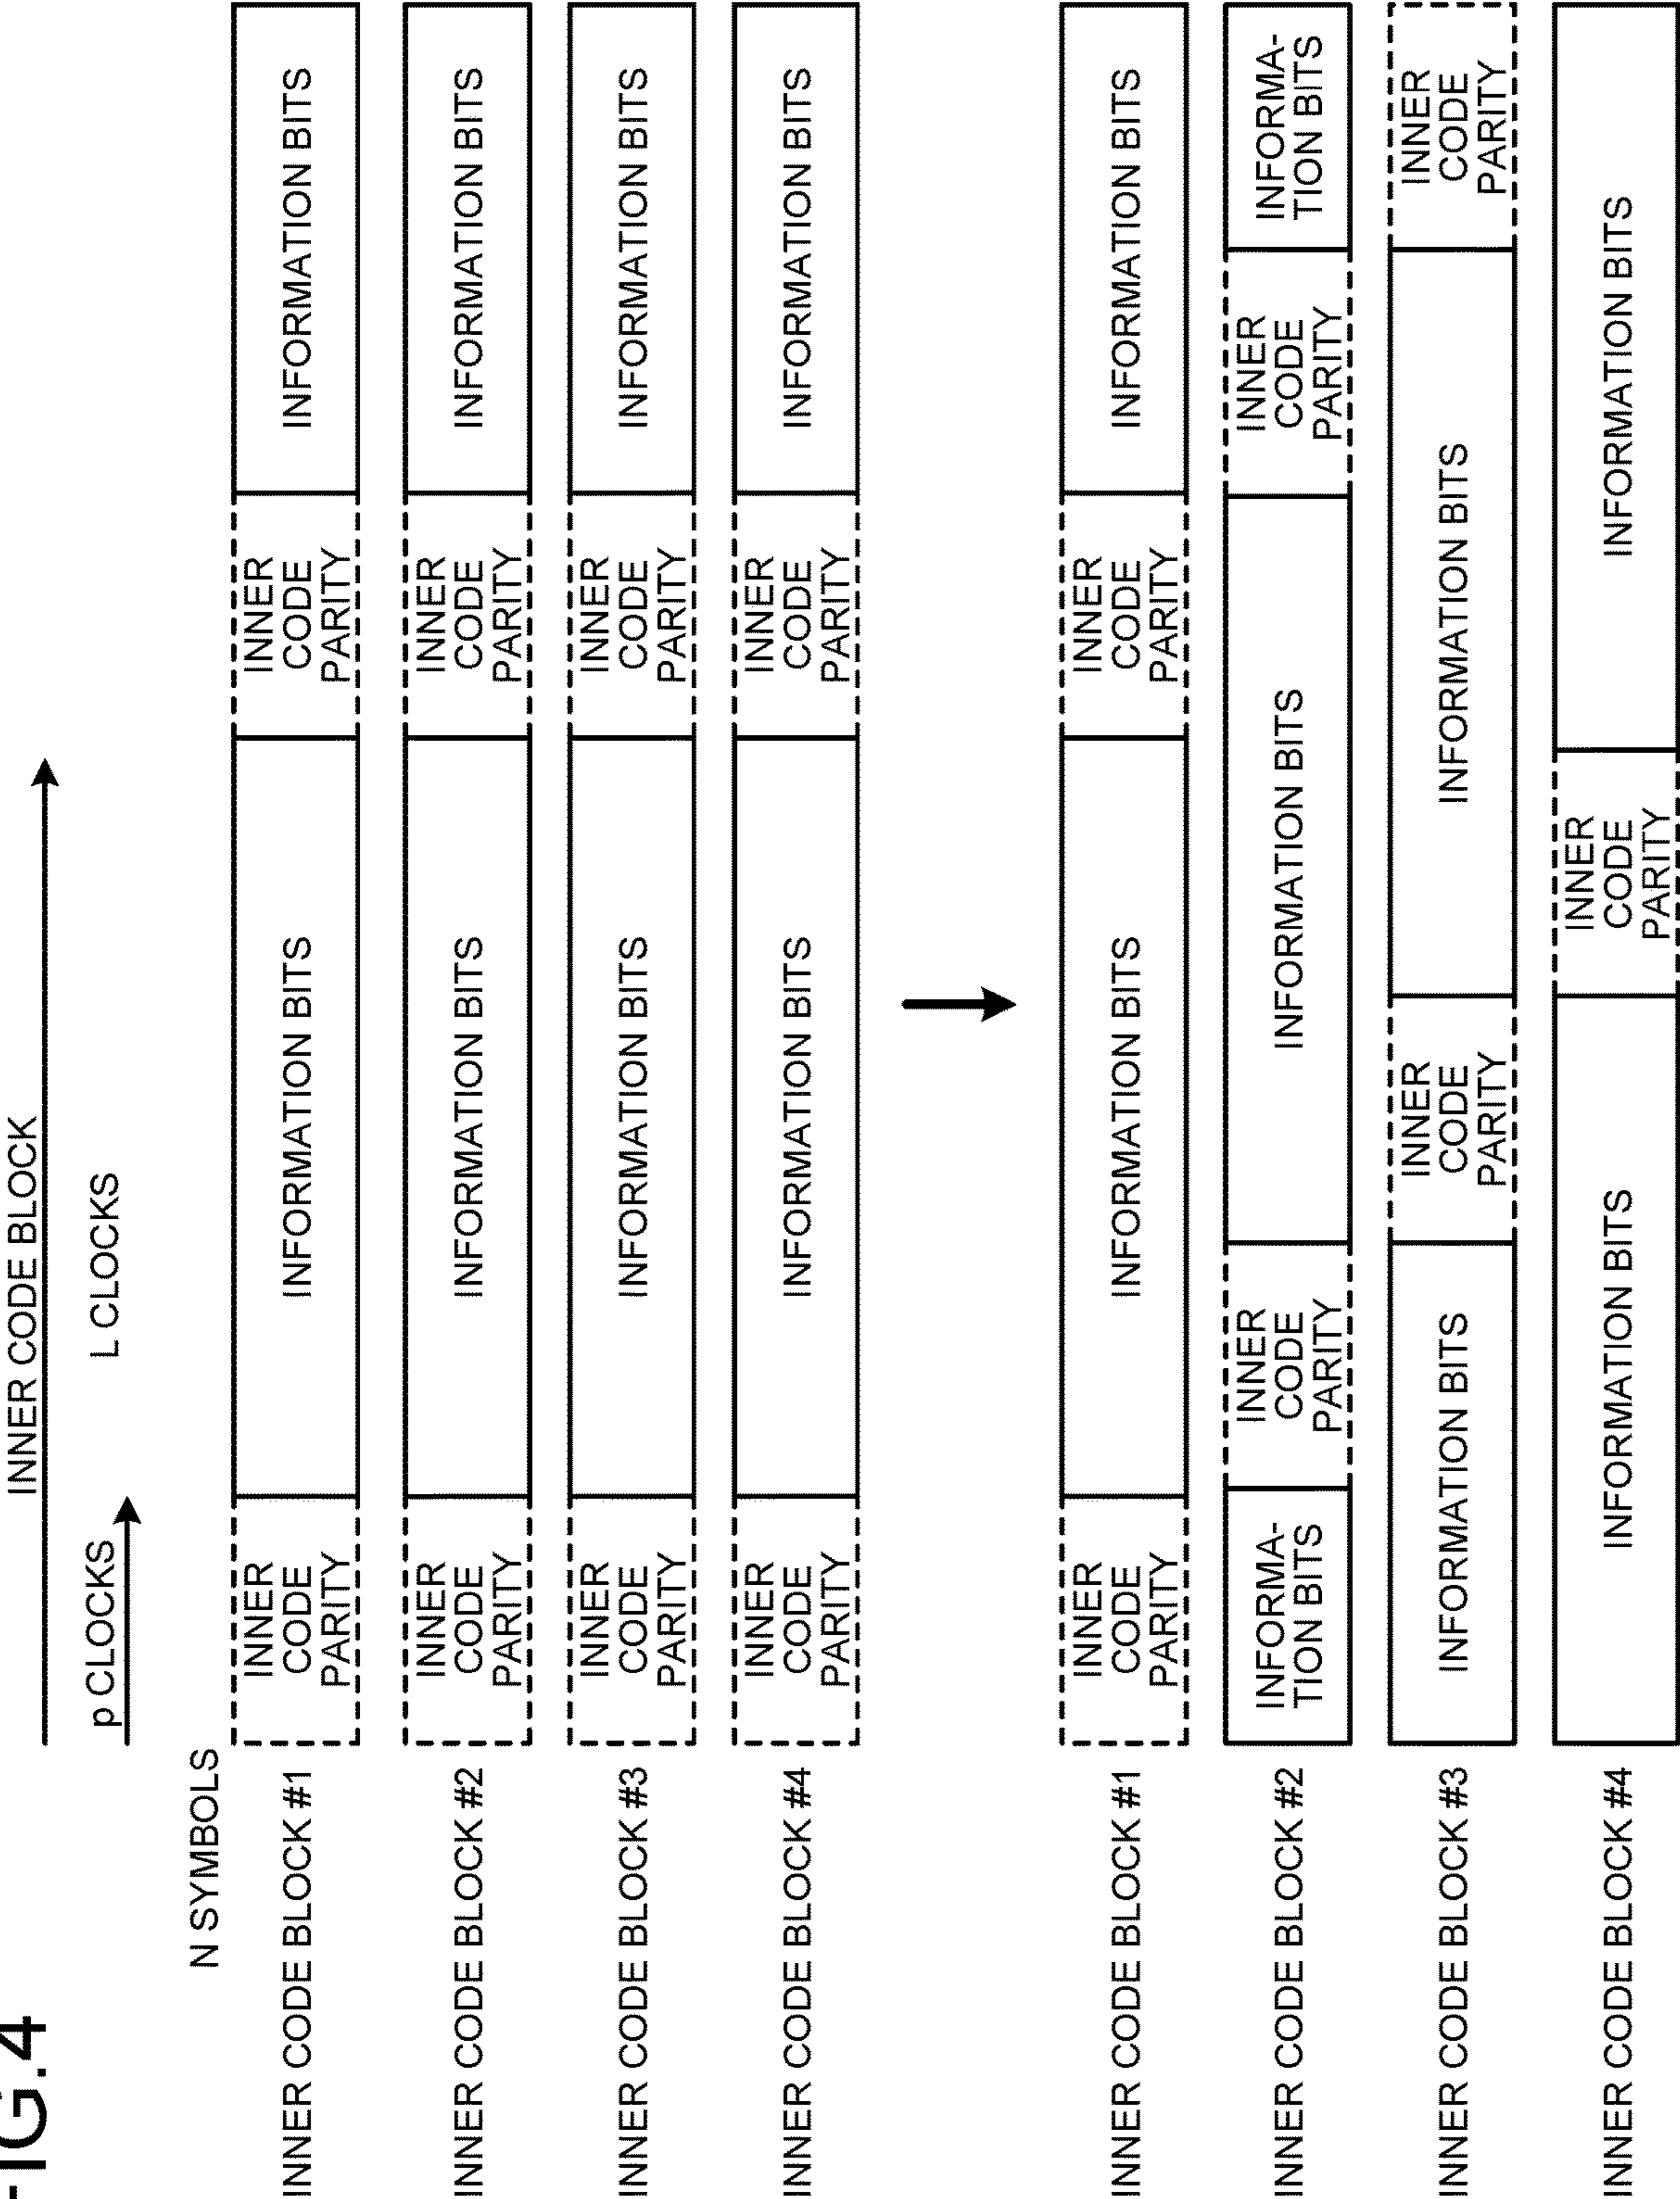 FIG.4
INNER CODE BLOCK
p CLOCKS
L CLOCKS
N SYMBOLS
INNER CODE BLOCK #1
INNER
CODE
PARITY
INFORMATION BITS
INNER
CODE
PARITY
INFORMATION BITS
INNER CODE BLOCK #2
INNER
CODE
PARITY
INFORMATION BITS
INNER
CODE
PARITY
INFORMATION BITS
INNER CODE BLOCK #3
INNER
CODE
PARITY
INFORMATION BITS
INNER
CODE
PARITY
INFORMATION BITS
INNER CODE BLOCK #4
INNER
CODE
PARITY
INFORMATION BITS
INNER
CODE
PARITY
INFORMATION BITS
INNER CODE BLOCK #1
INNER
CODE
PARITY
INFORMATION BITS
INNER
CODE
PARITY
INFORMATION BITS
INNER CODE BLOCK #2
INFORMA-
TION BITS
INNER
CODE
PARITY
INFORMATION BITS
INNER
CODE
PARITY
INFORMA-
TION BITS
INNER CODE BLOCK #3
INFORMATION BITS
INNER
CODE
PARITY
INFORMATION BITS
INNER
CODE
PARITY
INNER CODE BLOCK #4
INFORMATION BITS
INNER
CODE
PARITY
INFORMATION BITS